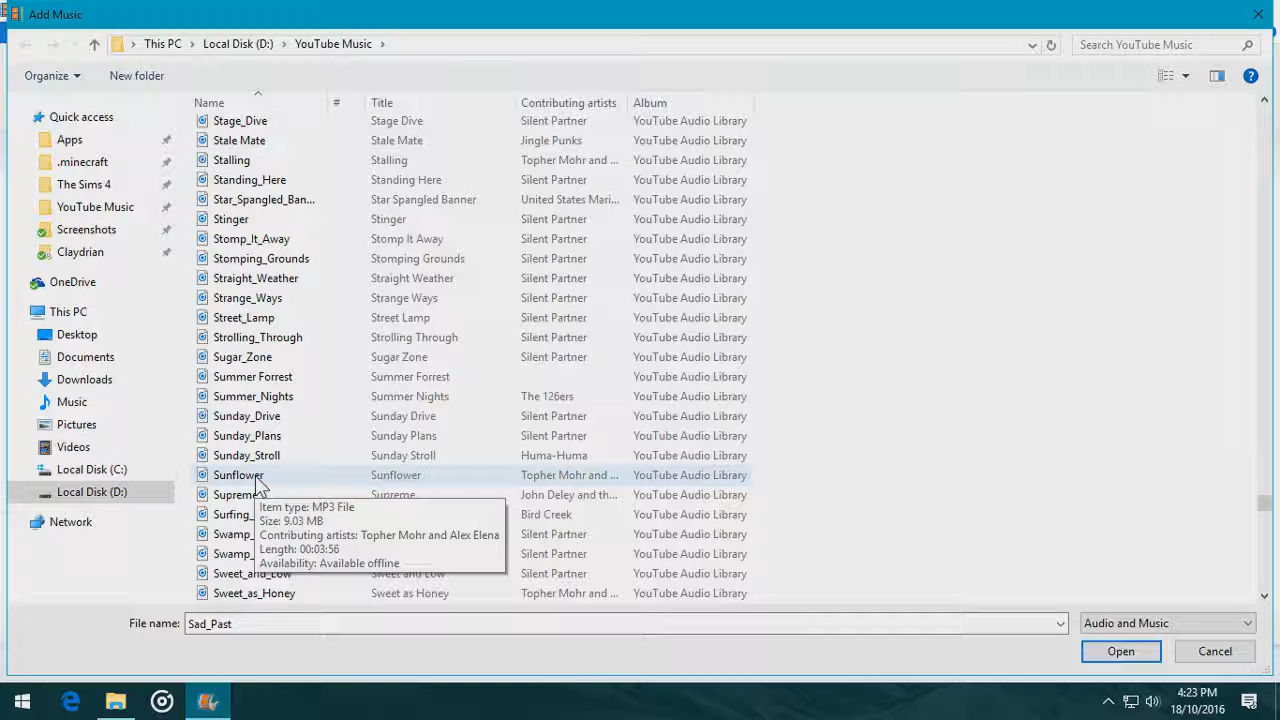 Add Music
This PC > Local Disk (D:) > YouTube Music >
Search YouTube Music
Organize
New folder
Name # Title Contributing artists Album
Stage_Dive Stage Dive Silent Partner YouTube Audio Library
Stale Mate Stale Mate Jingle Punks YouTube Audio Library
Stalling Stalling Topher Mohr and ... YouTube Audio Library
Standing_Here Standing Here Silent Partner YouTube Audio Library
Star_Spangled_Ban... Star Spangled Banner United States Mari... YouTube Audio Library
Stinger Stinger Silent Partner YouTube Audio Library
Stomp_It_Away Stomp It Away Silent Partner YouTube Audio Library
Stomping_Grounds Stomping Grounds Silent Partner YouTube Audio Library
Straight_Weather Straight Weather Silent Partner YouTube Audio Library
Strange_Ways Strange Ways Silent Partner YouTube Audio Library
Street_Lamp Street Lamp Silent Partner YouTube Audio Library
Strolling_Through Strolling Through Silent Partner YouTube Audio Library
Sugar_Zone Sugar Zone Silent Partner YouTube Audio Library
Summer Forrest Summer Forrest YouTube Audio Library
Summer_Nights Summer Nights The 126ers YouTube Audio Library
Sunday_Drive Sunday Drive Silent Partner YouTube Audio Library
Sunday_Plans Sunday Plans Silent Partner YouTube Audio Library
Sunday_Stroll Sunday Stroll Huma-Huma YouTube Audio Library
Sunflower Sunflower Topher Mohr and ... YouTube Audio Library
Supreme Supreme John Deley and th... YouTube Audio Library
Surfing_ Bird Creek YouTube Audio Library
Swamp_ Silent Partner YouTube Audio Library
Swamp_ Silent Partner YouTube Audio Library
Sweet_and_Low Sweet and Low Silent Partner YouTube Audio Library
Sweet_as_Honey Sweet as Honey Topher Mohr and ... YouTube Audio Library
Item type: MP3 File
Size: 9.03 MB
Contributing artists: Topher Mohr and Alex Elena
Length: 00:03:56
Availability: Available offline
Quick access
Apps
.minecraft
The Sims 4
YouTube Music
Screenshots
Claydrian
OneDrive
This PC
Desktop
Documents
Downloads
Music
Pictures
Videos
Local Disk (C:)
Local Disk (D:)
Network
File name: Sad_Past
Audio and Music
Open
Cancel
4:23 PM
18/10/2016